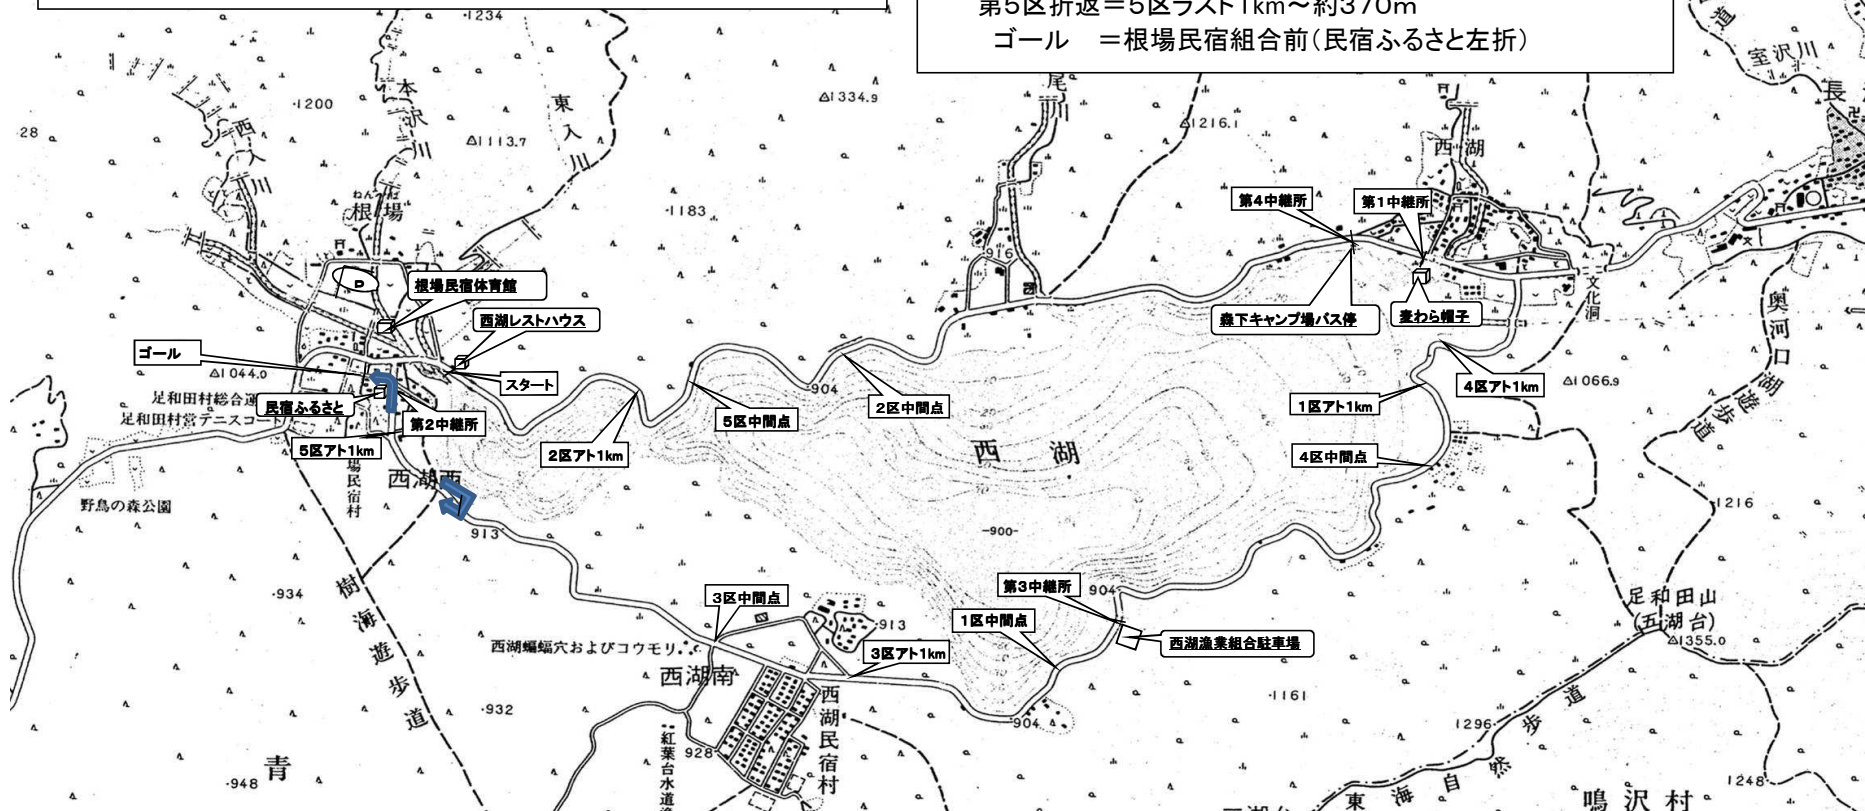 第5区折返=5区ラスト1km~約370m
ゴール =根場民宿組合前(民宿ふるさと左折)
・1234
道
室沢川
長
本沢川
東入川
西入川
・1200
△1334.9
尾
川
△1216.1
28
△1113.7
西湖
ねんば
根場
・1183
第4中継所
第1中継所
916
P
根場民宿体育館
西湖レストハウス
文化洞
奥河口湖遊歩道
森下キャンプ場バス停
麦わら帽子
ゴール
△1044.0
スタート
904
2区中間点
4区アト1km
△1066.9
足和田村総合運
足和田村営テニスコート
民宿ふるさと
第2中継所
5区中間点
1区アト1km
5区アト1km
2区アト1km
西湖
4区中間点
場民宿村
西湖西
野鳥の森公園
・1216
913
-900-
・934
樹海遊歩道
3区中間点
第3中継所
904
足和田山
(五湖台)
△1355.0
913
1区中間点
西湖蝙蝠穴およびコウモリ
3区アト1km
西湖漁業組合駐車場
西湖南
・1161
・932
西湖民宿村
904
1296
928
紅葉台水道
青
・948
東海自然歩道
1248
鳴沢村